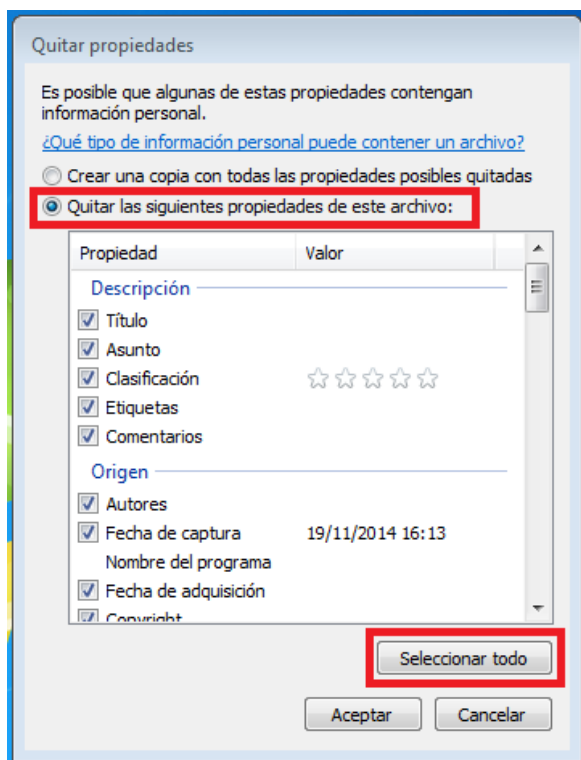 Quitar propiedades
Es posible que algunas de estas propiedades contengan
información personal.
¿Qué tipo de información personal puede contener un archivo?
Crear una copia con todas las propiedades posibles quitadas
Quitar las siguientes propiedades de este archivo:
Propiedad Valor
Descripción
Título
Asunto
Clasificación
Etiquetas
Comentarios
Origen
Autores
Fecha de captura 19/11/2014 16:13
Nombre del programa
Fecha de adquisición
Copyright
Seleccionar todo
Aceptar Cancelar